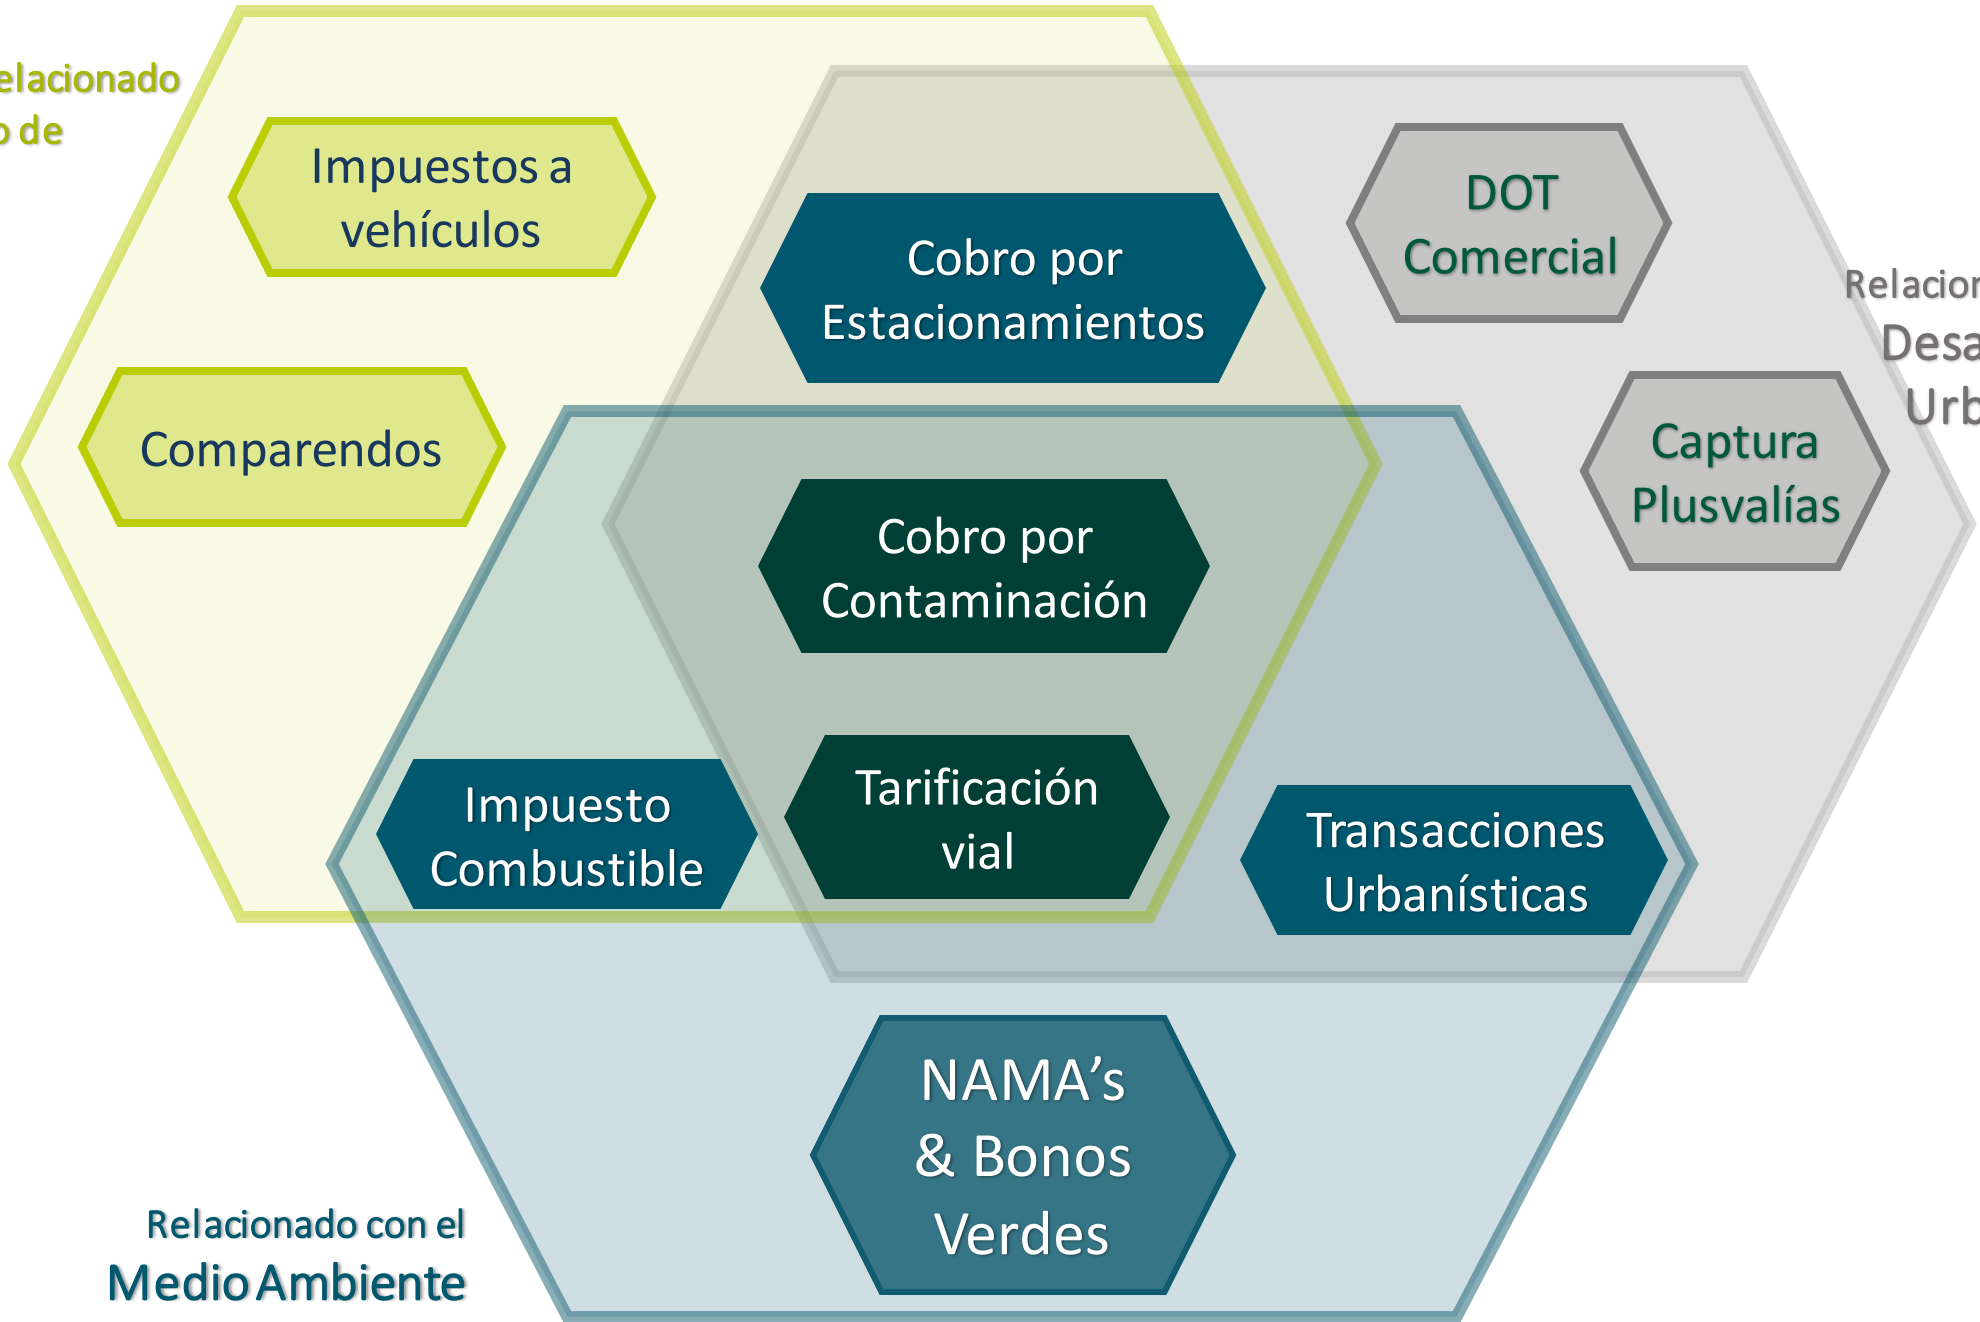 elacionado
o de
Impuestos a
vehículos
Comparendos
Cobro por
Estacionamientos
DOT
Comercial
Relacion
Desa
Urb
Captura
Plusvalías
Cobro por
Contaminación
Impuesto
Combustible
Tarificación
vial
Transacciones
Urbanísticas
NAMA’s
& Bonos
Verdes
Relacionado con el
Medio Ambiente